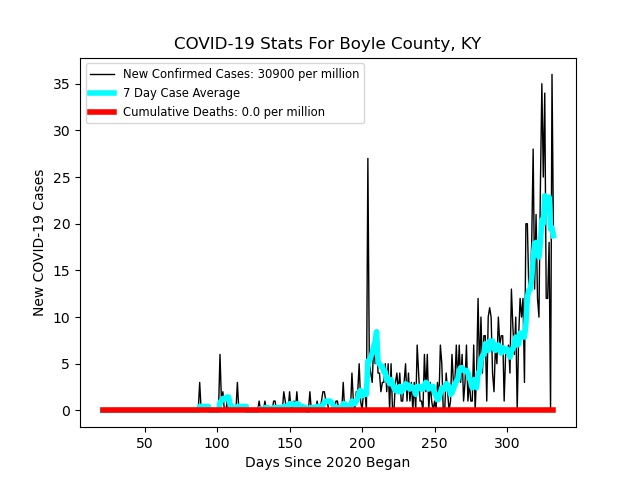 COVID-19 Stats For Boyle County, KY
New Confirmed Cases: 30900 per million
7 Day Case Average
Cumulative Deaths: 0.0 per million
New COVID-19 Cases
35
30
25
20
15
10
5
0
50 100 150 200 250 300
Days Since 2020 Began